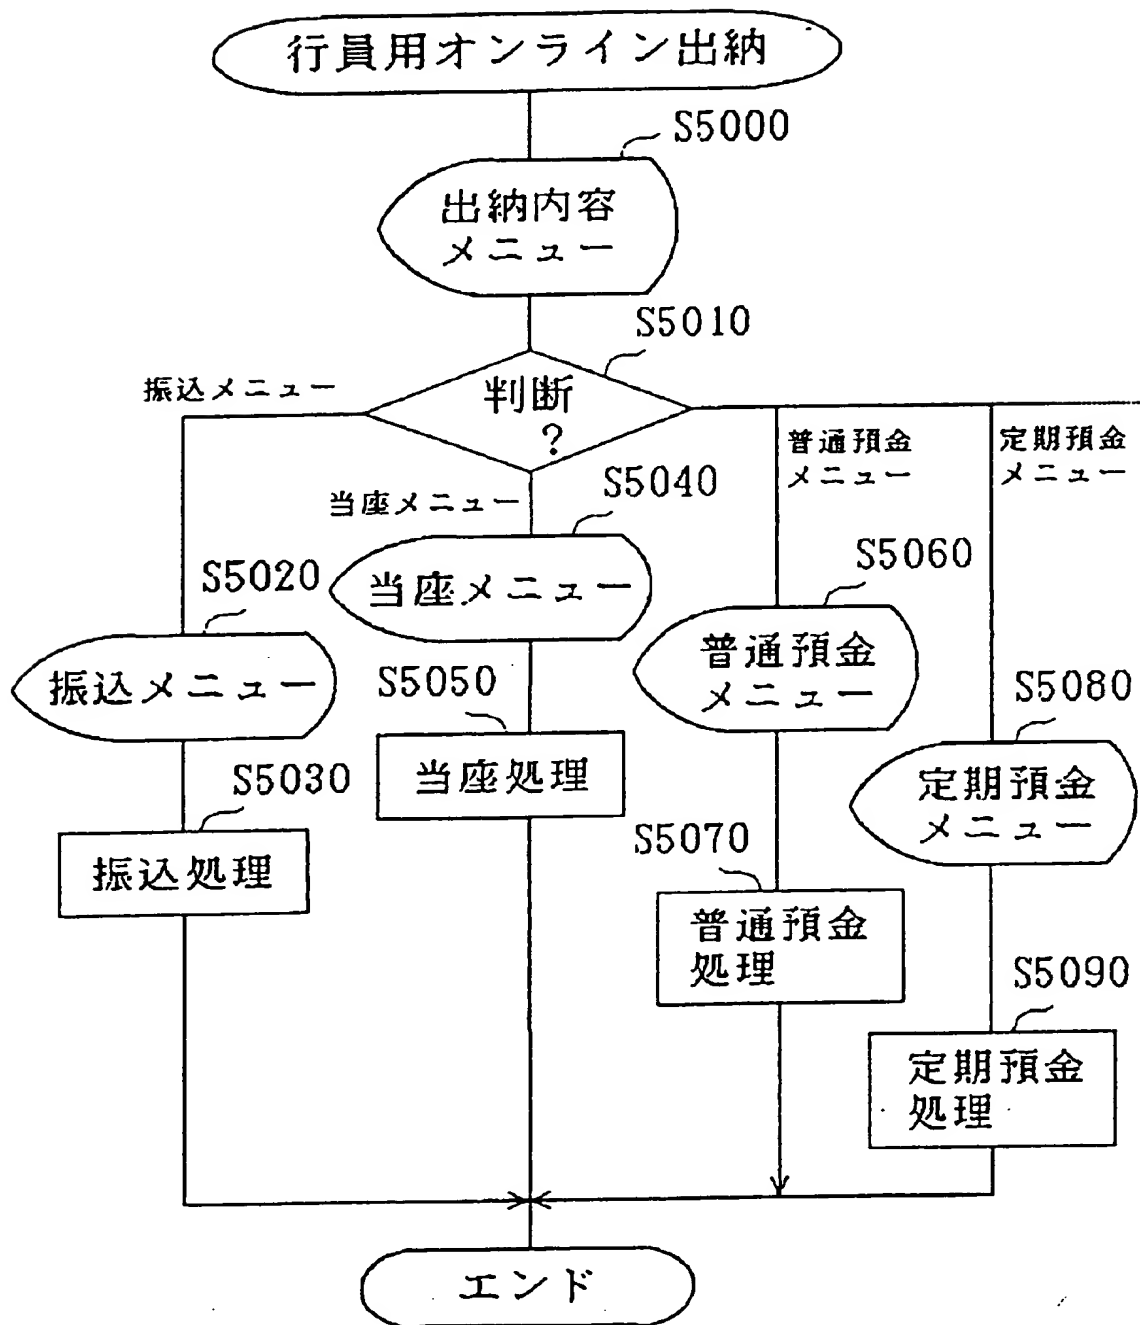 行員用オンライン出納
S5000
出納内容
メニュー
S5010
判断
?
振込メニュー
当座メニュー
普通預金
メニュー
定期預金
メニュー
S5040
当座メニュー
S5060
普通預金
メニュー
S5020
振込メニュー
S5050
当座処理
S5080
定期預金
メニュー
S5030
振込処理
S5070
普通預金
処理
S5090
定期預金
処理
エンド